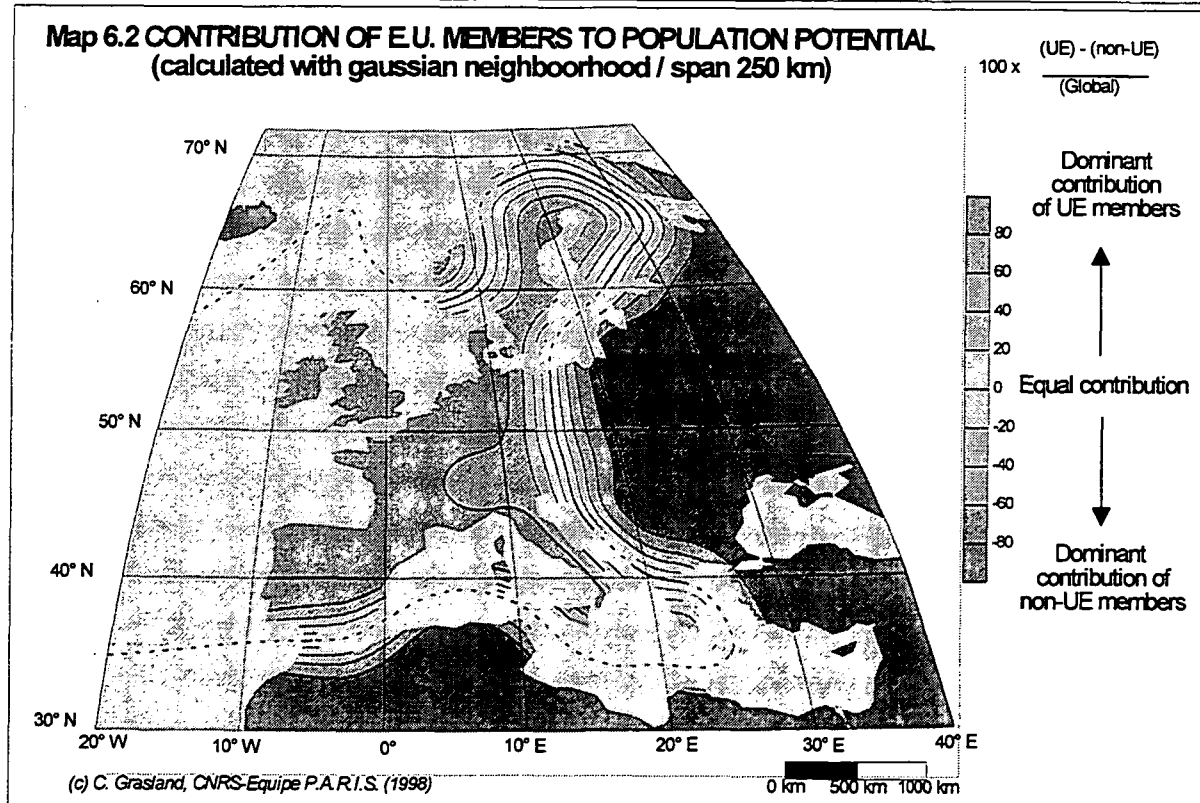 Map 6.2 CONTRIBUTION OF E.U. MEMBERS TO POPULATION POTENTIAL
(calculated with gaussian neighboorhood / span 250 km)
100 x
(UE) - (non-UE)
(Global)
Dominant
contribution
of UE members
80
60
40
20
0
Equal contribution
-20
-40
-60
-80
Dominant
contribution of
non-UE members
70° N
60° N
50° N
40° N
30° N
20° W
10° W
0°
10° E
20° E
30° E
40° E
(c) C. Grasland, CNRS-Equipe P.A.R.I.S. (1998)
0 km 500 km 1000 km